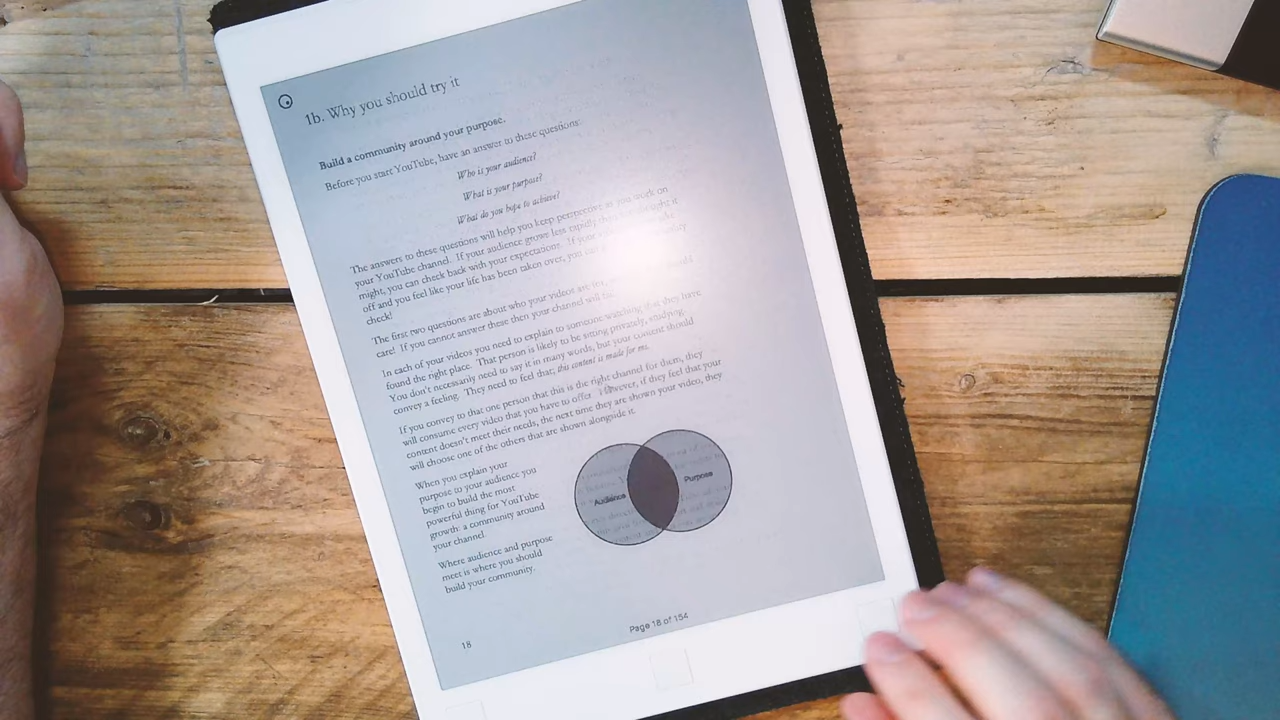 1b. Why you should try it
Build a community around your purpose.
Before you start YouTube, have an answer to these questions:
Who is your audience?
What is your purpose?
What do you hope to achieve?
The answers to these questions will help you keep perspective as you work on
your YouTube channel. If your audience grows less rapidly than you thought it
might, you can check back with your expectations. If your
off and you feel like your life has been taken over, you can
check!
The first two questions are about who your videos are for,
care! If you cannot answer these then your channel will
In each of your videos you need to explain to someone watching that they have
found the right place. That person is likely to be sitting privately, studying.
You don't necessarily need to say it in many words, but your content should
convey a feeling. They need to feel that; this content is made for me.
If you convey to that one person that this is the right channel for them, they
will consume every video that you have to offer. However, if they feel that your
content doesn't meet their needs, the next time they are shown your video, they
will choose one of the others that are shown alongside it.
When you explain your
purpose to your audience you
begin to build the most
powerful thing for YouTube
growth: a community around
your channel.
Where audience and purpose
meet is where you should
build your community.
Audience
Purpose
18
Page 18 of 154